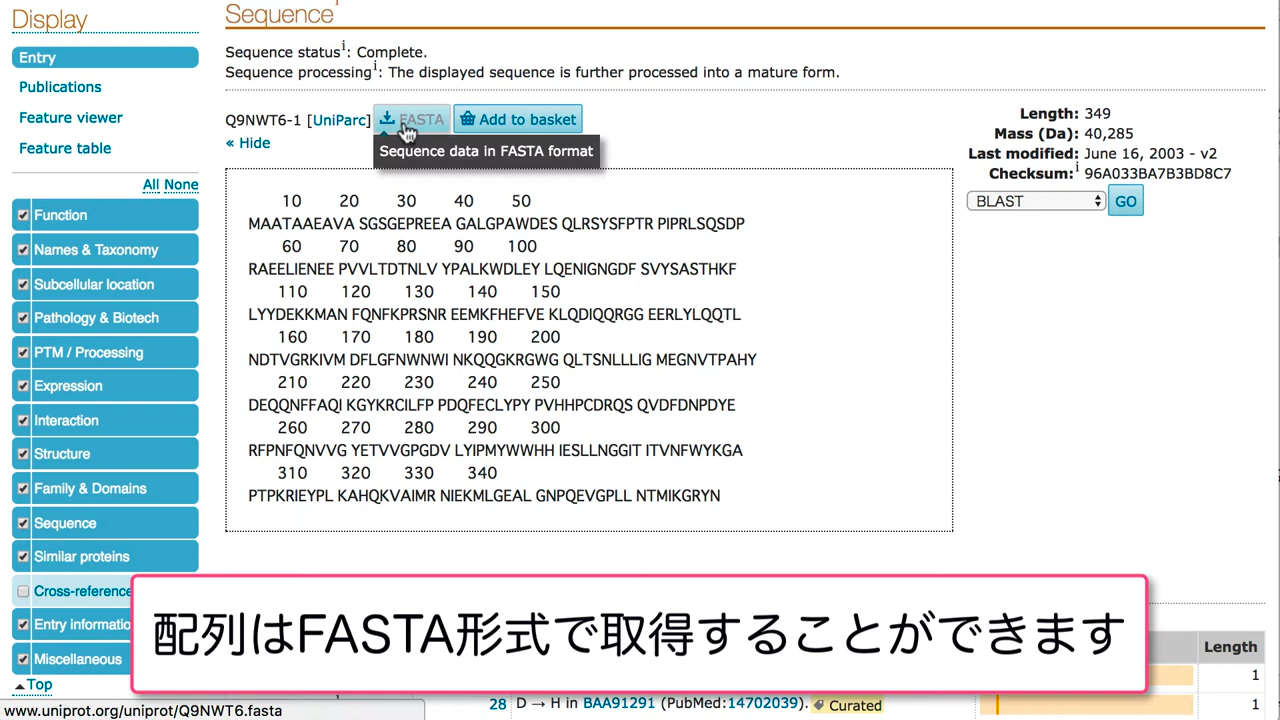 Display
Entry
Publications
Feature viewer
Feature table
All None
Function
Names & Taxonomy
Subcellular location
Pathology & Biotech
PTM / Processing
Expression
Interaction
Structure
Family & Domains
Sequence
Similar proteins
Cross-reference
Entry informatio
Miscellaneous
Top
Sequence i
Sequence status i: Complete.
Sequence processing i: The displayed sequence is further processed into a mature form.
Q9NWT6-1 [UniParc] FASTA Add to basket
« Hide
Sequence data in FASTA format
10 20 30 40 50
MAATAAEAVA SGSGEPREEA GALGPAWDES QLRSYSFPTR PIPRLSQSDP
60 70 80 90 100
RAEELIENEE PVVLTDTNLV YPALKWDLEY LQENIGNGDF SVYSASTHKF
110 120 130 140 150
LYYDEKKMAN FQNFKPRSNR EEMKFHEFVE KLQDIQQRGG EERLYLQQTL
160 170 180 190 200
NDTVGRKIVM DFLGFNWNWI NKQQGKRGWG QLTSNLLLIG MEGNVTPAHY
210 220 230 240 250
DEQQNFFAQI KGYKRCILFP PDQFECLYPY PVHHPCDRQS QVDFDNPDYE
260 270 280 290 300
RFPNFQNVVG YETVVGPGDV LYIPMYWWHH IESLLNGGIT ITVNFWYKGA
310 320 330 340
PTPKRIEYPL KAHQKVAIMR NIEKMLGEAL GNPQEVGPLL NTMIKGRYN
Length: 349
Mass (Da): 40,285
Last modified: June 16, 2003 - v2
Checksum: i 96A033BA7B3BD8C7
BLAST GO
配列はFASTA形式で取得することができます
Length
1
28 D → H in BAA91291 (PubMed:14702039). Curated 1
www.uniprot.org/uniprot/Q9NWT6.fasta